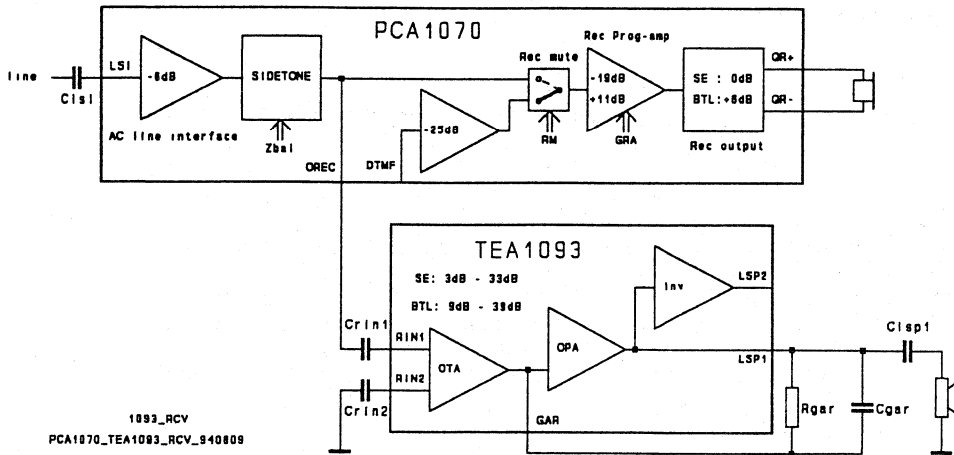 PCA1070
line
Clsi
LSI
-6dB
SIDETONE
AC line interface
Zbal
OREC
DTMF
-25dB
Rec mute
RM
Rec Prog-amp
-19dB
+11dB
GRA
SE : 0dB
BTL:+6dB
Rec output
QR+
QR-
TEA1093
SE: 3dB - 33dB
BTL: 9dB - 39dB
Crin1
RIN1
RIN2
Crin2
OTA
OPA
Inv
LSP2
LSP1
GAR
Clsp1
Rgar
Cgar
1093_RCV
PCA1070_TEA1093_RCV_940809